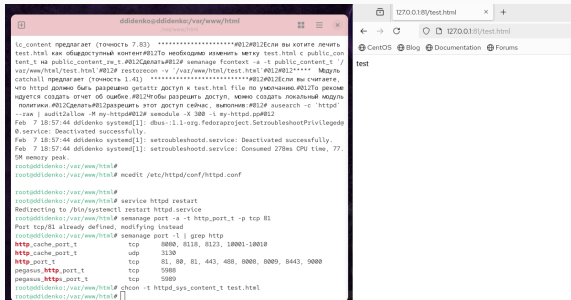 ddidenko@ddidenko:/var/www/html
/var/www/html
lc_content предлагает (точность 7.83) **********************#012#012Если вы хотите лечить
test.html как общедоступный контент#012То необходимо изменить метку test.html с public_con
tent_t на public_content_rw_t.#012Сделать#012# semanage fcontext -a -t public_content_t '/
var/www/html/test.html'#012# restorecon -v '/var/www/html/test.html'#012#012***** Модуль
catchall предлагает (точность 1.41) **************************#012#012Если вы считаете,
что httpd должно быть разрешено getattr доступ к test.html file по умолчанию.#012То рекоме
ндуется создать отчет об ошибке.#012Чтобы разрешить доступ, можно создать локальный модуль
политики.#012Сделать#012разрешить этот доступ сейчас, выполнив:#012# ausearch -c 'httpd'
--raw | audit2allow -M my-httpd#012# semodule -X 300 -i my-httpd.pp#012
Feb 7 18:57:44 ddidenko systemd[1]: dbus-:1.1-org.fedoraproject.SetroubleshootPrivileged@
0.service: Deactivated successfully.
Feb 7 18:57:44 ddidenko systemd[1]: setroubleshootd.service: Deactivated successfully.
Feb 7 18:57:44 ddidenko systemd[1]: setroubleshootd.service: Consumed 278ms CPU time, 77.
5M memory peak.
root@ddidenko:/var/www/html#
root@ddidenko:/var/www/html# mcedit /etc/httpd/conf/httpd.conf
root@ddidenko:/var/www/html#
root@ddidenko:/var/www/html# service httpd restart
Redirecting to /bin/systemctl restart httpd.service
root@ddidenko:/var/www/html# semanage port -a -t http_port_t -p tcp 81
Port tcp/81 already defined, modifying instead
root@ddidenko:/var/www/html# semanage port -l | grep http
http_cache_port_t tcp 8080, 8118, 8123, 10001-10010
http_cache_port_t udp 3130
http_port_t tcp 81, 80, 81, 443, 488, 8008, 8009, 8443, 9000
pegasus_http_port_t tcp 5988
pegasus_https_port_t tcp 5989
root@ddidenko:/var/www/html# chcon -t httpd_sys_content_t test.html
root@ddidenko:/var/www/html#
127.0.0.1:81/test.html
127.0.0.1:81/test.html
CentOS Blog Documentation Forums
test